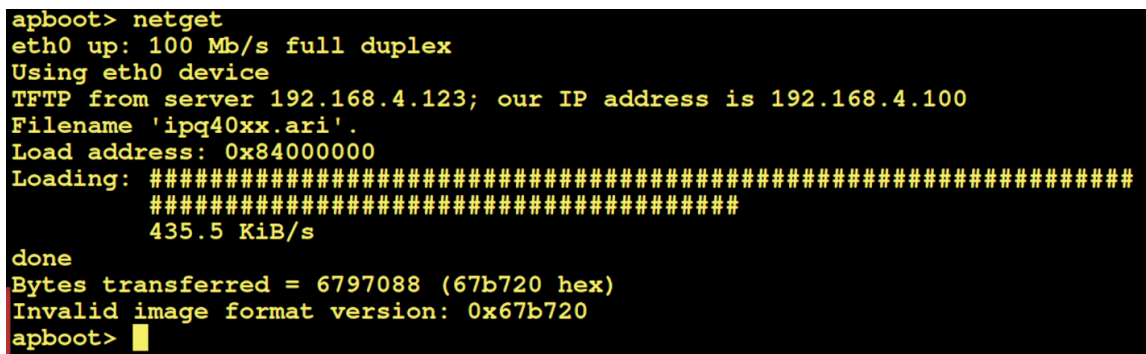 apboot> netget
eth0 up: 100 Mb/s full duplex
Using eth0 device
TFTP from server 192.168.4.123; our IP address is 192.168.4.100
Filename 'ipq40xx.ari'.
Load address: 0x84000000
Loading: #################################################################
#######################################
435.5 KiB/s
done
Bytes transferred = 6797088 (67b720 hex)
Invalid image format version: 0x67b720
apboot>